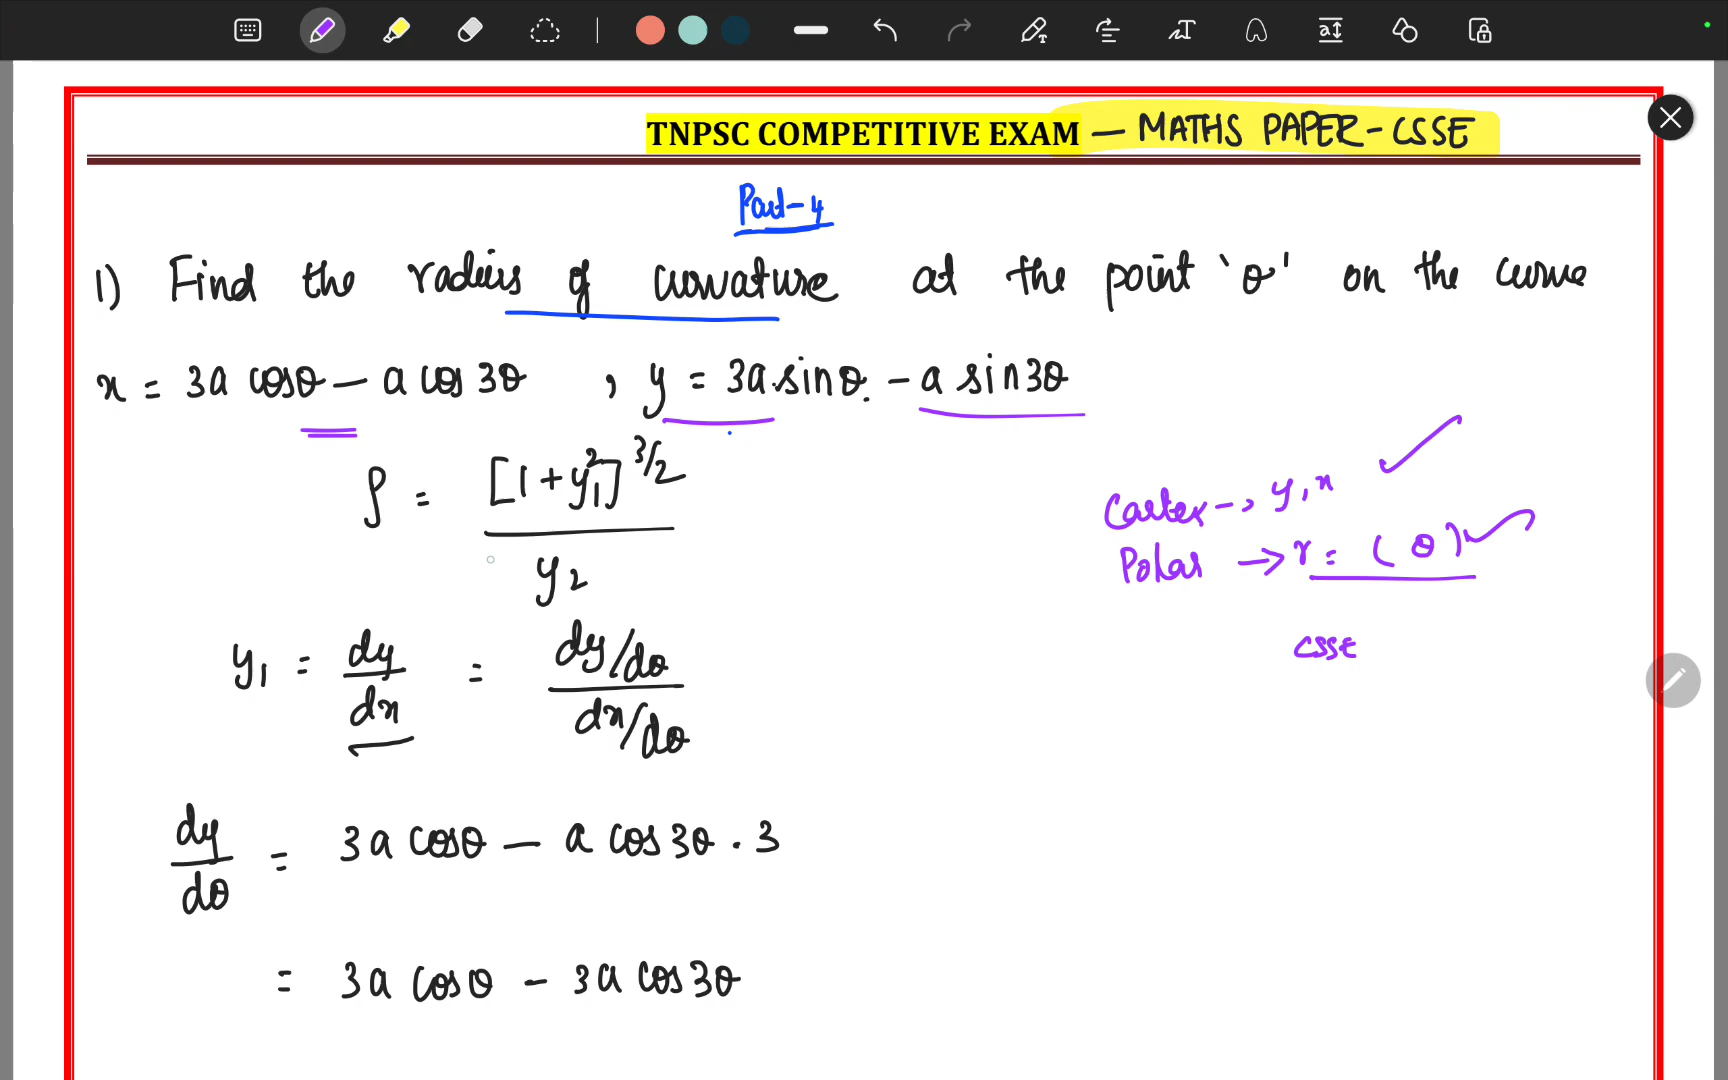 TNPSC COMPETITIVE EXAM – MATHS PAPER - CSSE
Part-4
1) Find the radius of curvature at the point 'θ' on the curve
x = 3a cosθ – a cos 3θ , y = 3a sinθ. – a sin3θ
ρ = [1 + y₁²]^3/2 / y₂
Cartes -> y, x
Polar → r = (θ)
CSSE
y₁ = dy/dx = (dy/dθ) / (dx/dθ)
dy/dθ = 3a cosθ – a cos 3θ . 3
= 3a cosθ – 3a cos3θ